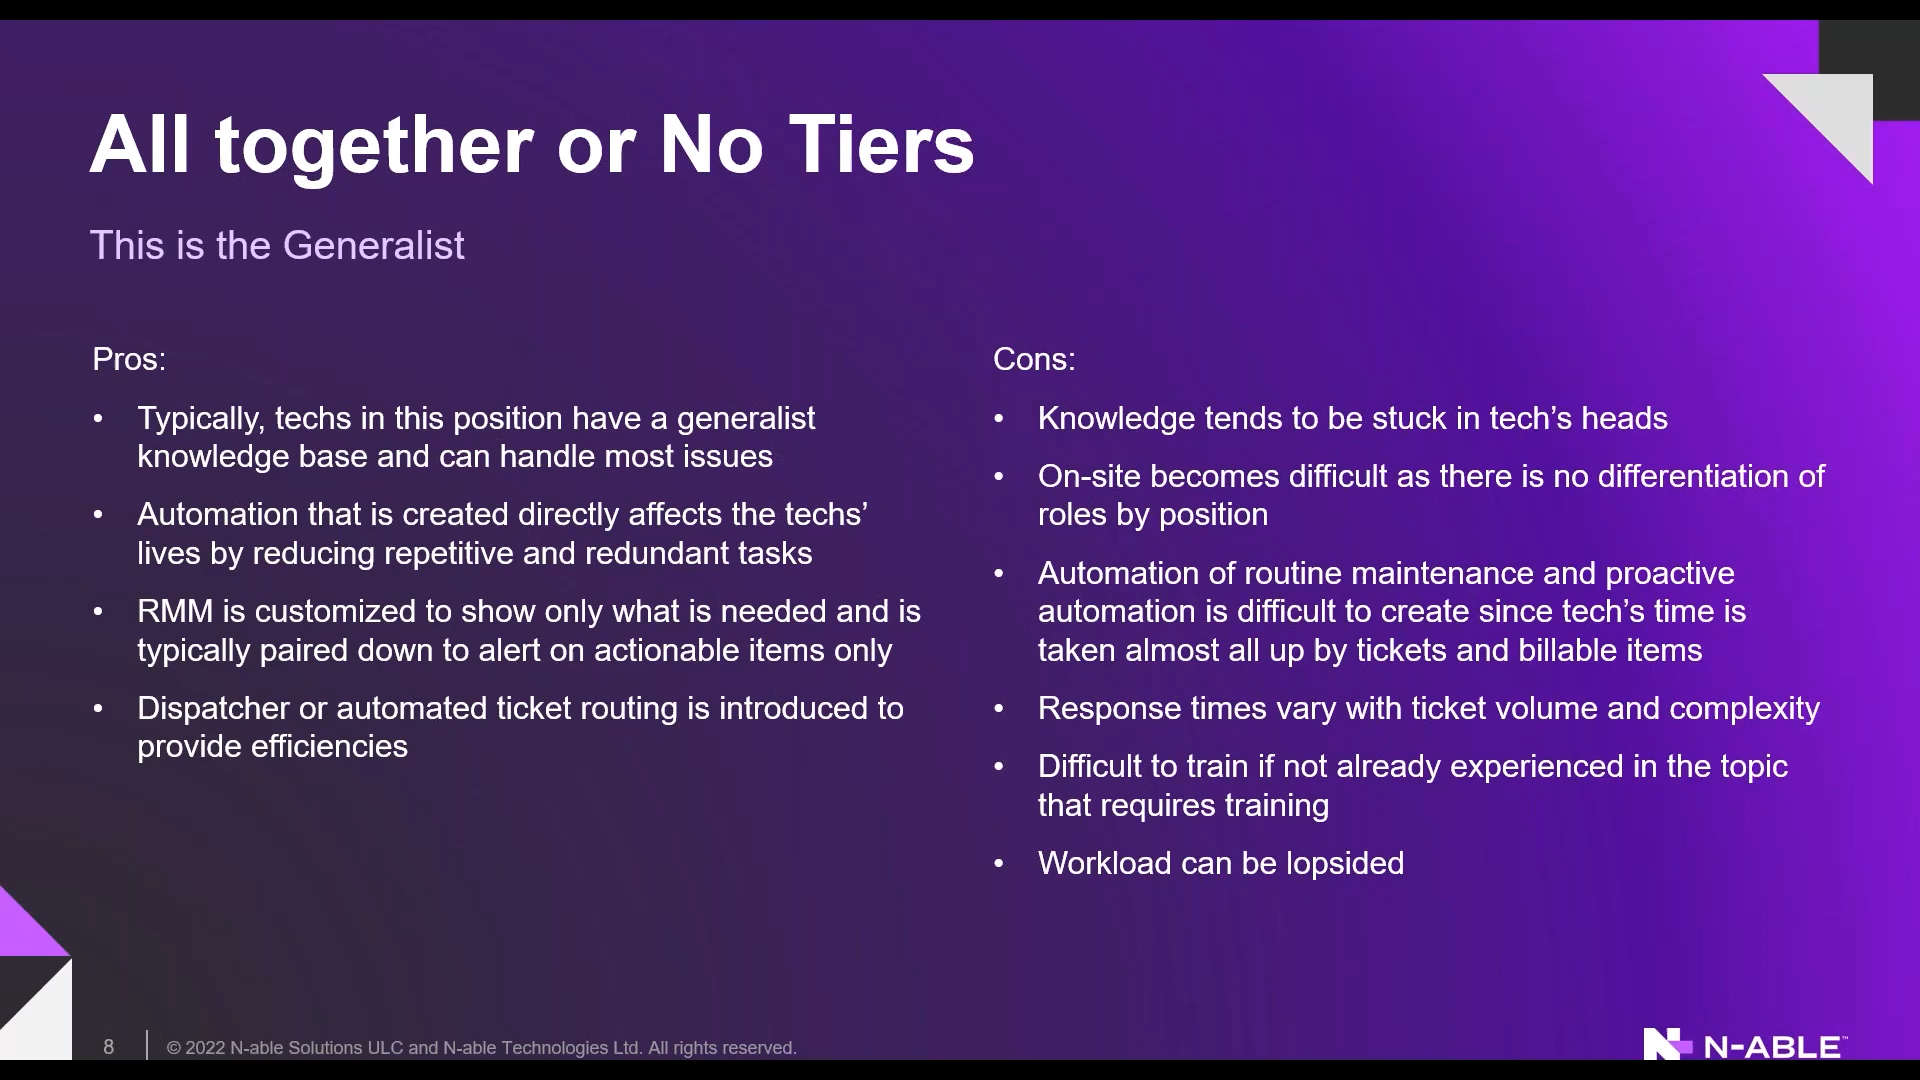 All together or No Tiers
This is the Generalist
Pros:
• Typically, techs in this position have a generalist
knowledge base and can handle most issues
• Automation that is created directly affects the techs’
lives by reducing repetitive and redundant tasks
• RMM is customized to show only what is needed and is
typically paired down to alert on actionable items only
• Dispatcher or automated ticket routing is introduced to
provide efficiencies
Cons:
• Knowledge tends to be stuck in tech’s heads
• On-site becomes difficult as there is no differentiation of
roles by position
• Automation of routine maintenance and proactive
automation is difficult to create since tech’s time is
taken almost all up by tickets and billable items
• Response times vary with ticket volume and complexity
• Difficult to train if not already experienced in the topic
that requires training
• Workload can be lopsided
8
© 2022 N-able Solutions ULC and N-able Technologies Ltd. All rights reserved.
N-ABLE™